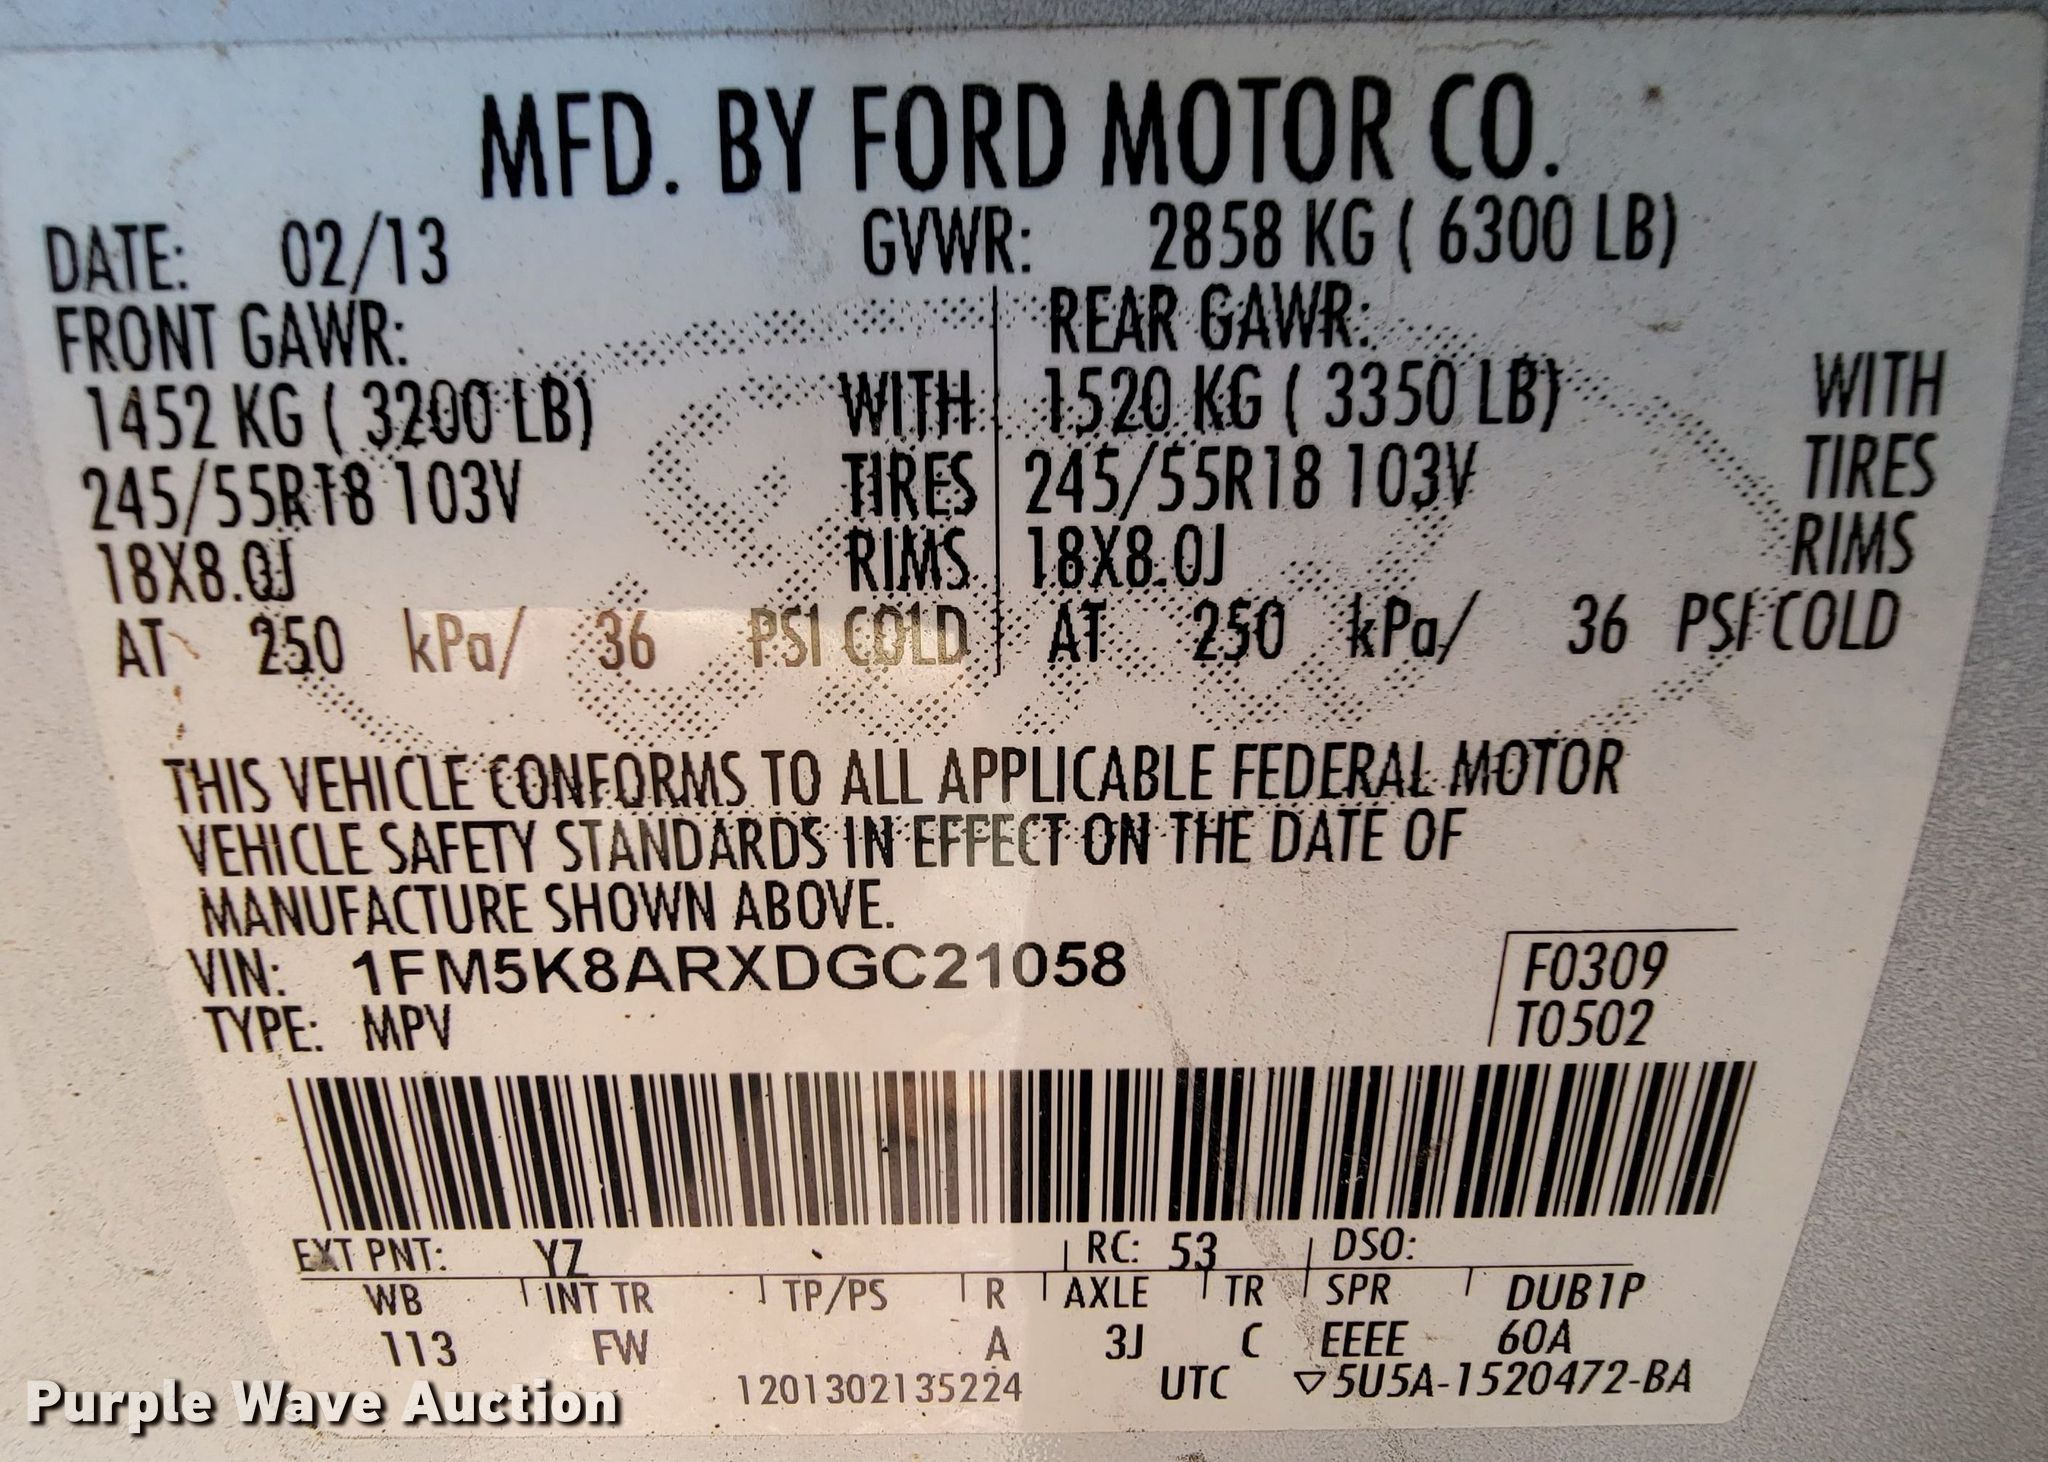 MFD. BY FORD MOTOR CO.
DATE: 02/13 GVWR: 2858 KG ( 6300 LB)
FRONT GAWR: REAR GAWR:
1452 KG ( 3200 LB) WITH 1520 KG ( 3350 LB) WITH
245/55R18 103V TIRES 245/55R18 103V TIRES
18X8.0J RIMS 18X8.0J RIMS
AT 250 kPa/ 36 PSI COLD AT 250 kPa/ 36 PSI COLD
THIS VEHICLE CONFORMS TO ALL APPLICABLE FEDERAL MOTOR
VEHICLE SAFETY STANDARDS IN EFFECT ON THE DATE OF
MANUFACTURE SHOWN ABOVE.
VIN: 1FM5K8ARXDGC21058 F0309
TYPE: MPV T0502
EXT PNT: YZ RC: 53 DSO:
WB INT TR TP/PS R AXLE TR SPR DUB1P
113 FW A 3J C EEEE 60A
1201302135224 UTC ▽5U5A-1520472-BA
Purple Wave Auction